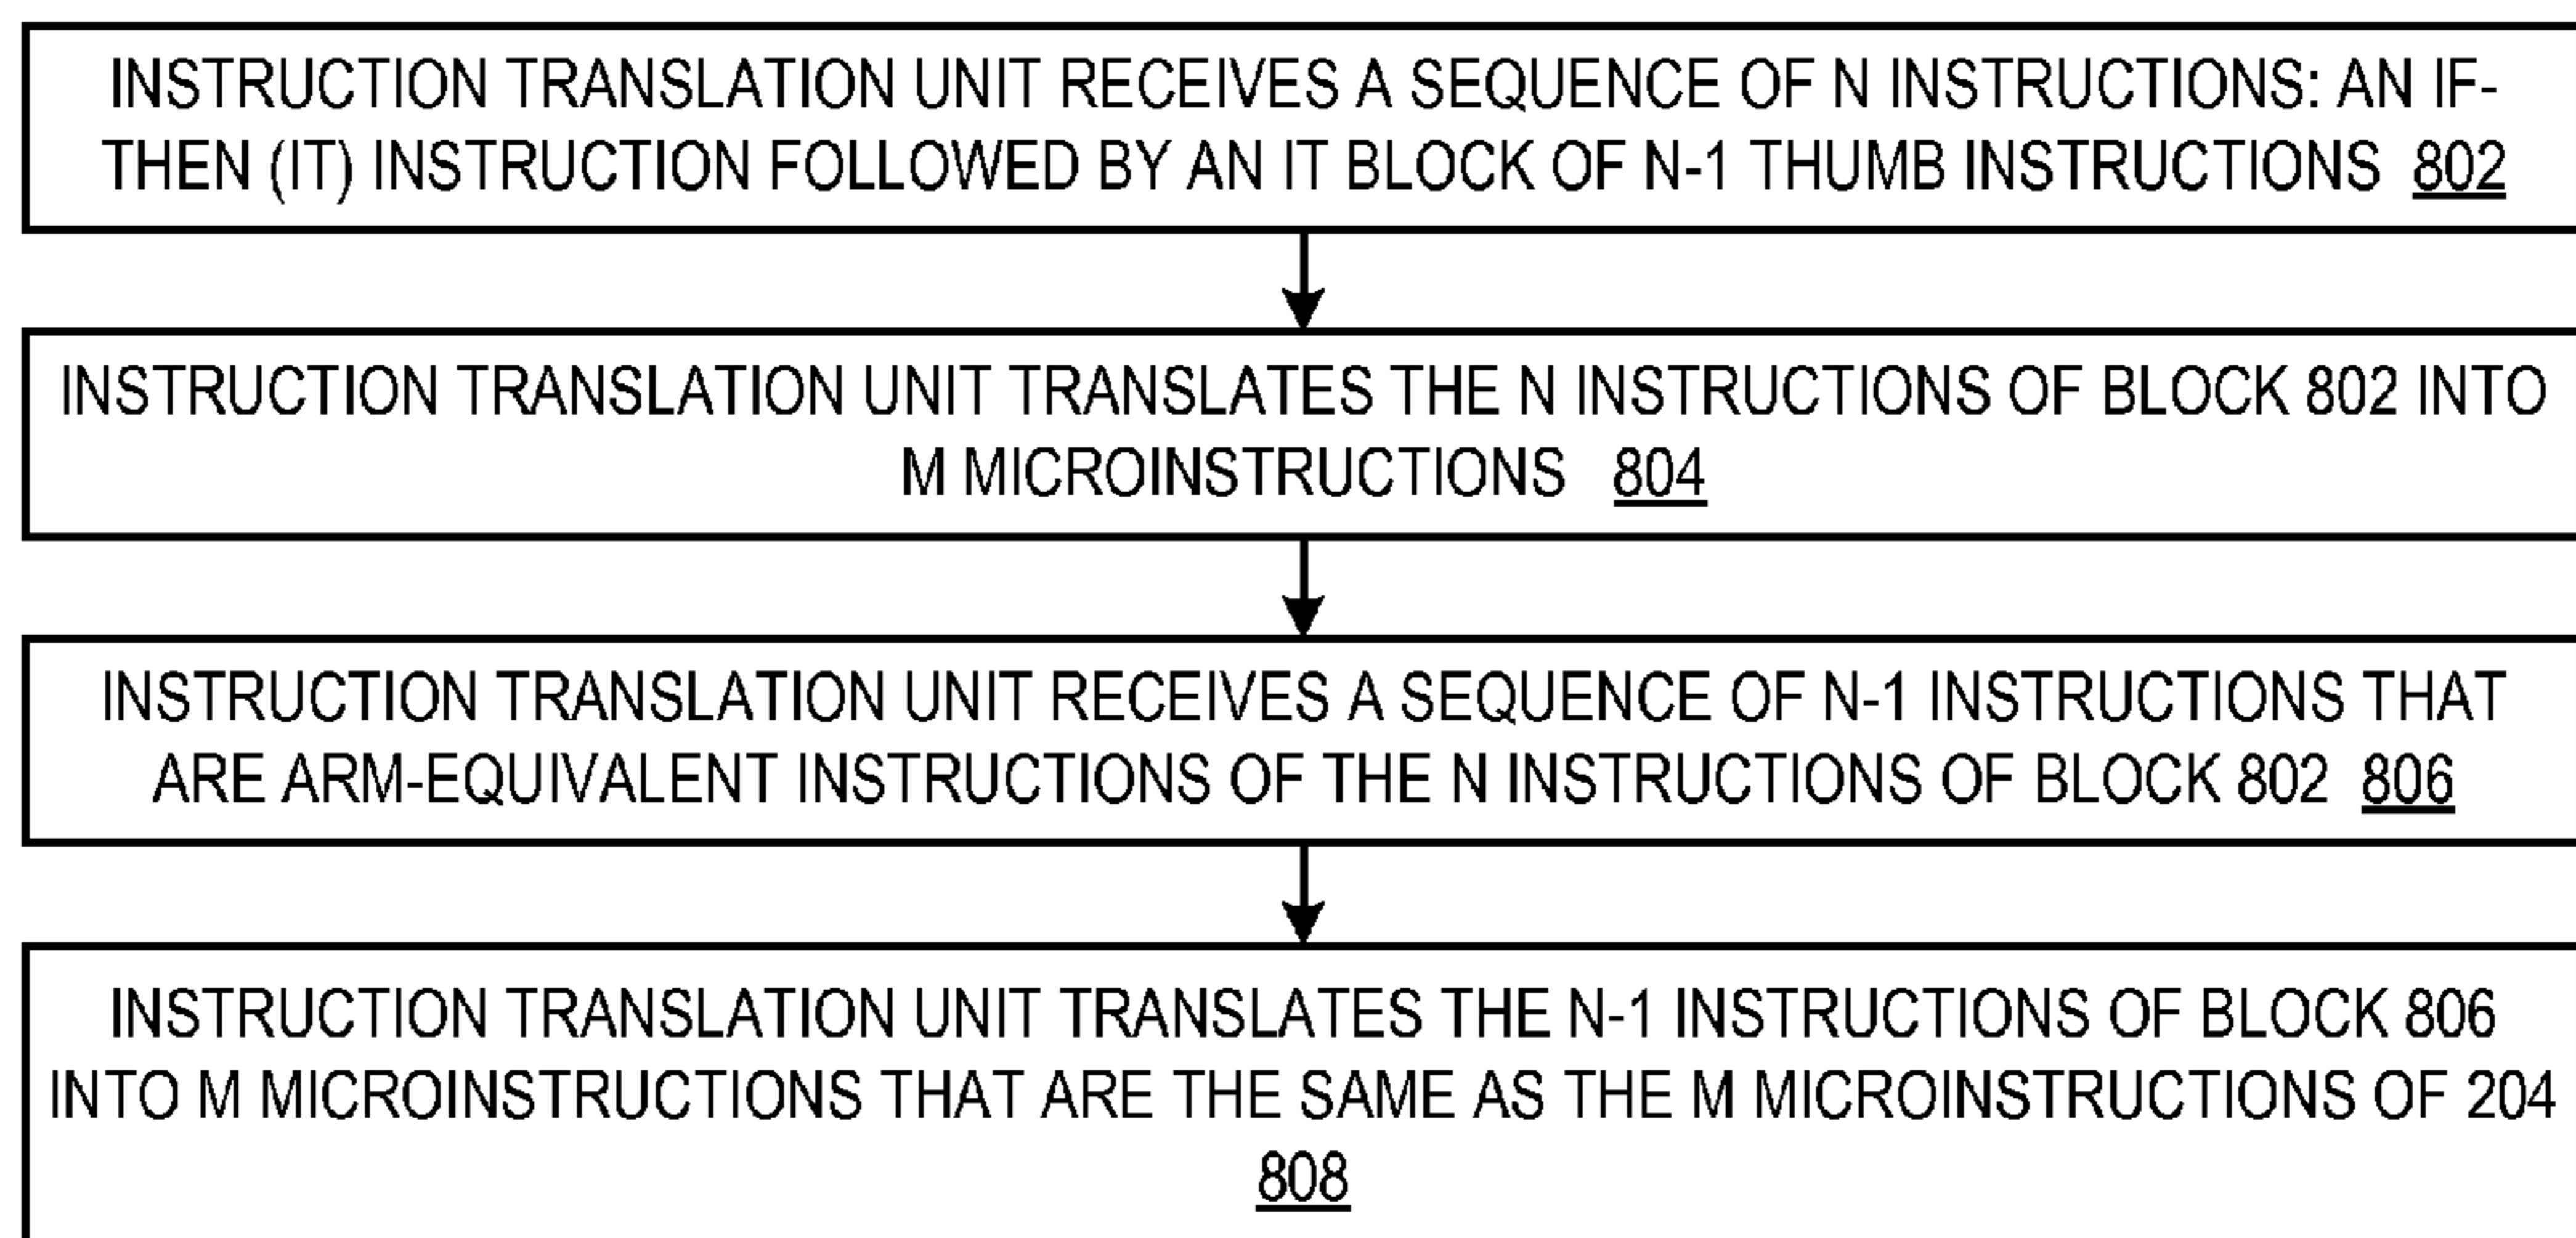 INSTRUCTION TRANSLATION UNIT RECEIVES A SEQUENCE OF N INSTRUCTIONS: AN IF-
THEN (IT) INSTRUCTION FOLLOWED BY AN IT BLOCK OF N-1 THUMB INSTRUCTIONS 802
INSTRUCTION TRANSLATION UNIT TRANSLATES THE N INSTRUCTIONS OF BLOCK 802 INTO
M MICROINSTRUCTIONS 804
INSTRUCTION TRANSLATION UNIT RECEIVES A SEQUENCE OF N-1 INSTRUCTIONS THAT
ARE ARM-EQUIVALENT INSTRUCTIONS OF THE N INSTRUCTIONS OF BLOCK 802 806
INSTRUCTION TRANSLATION UNIT TRANSLATES THE N-1 INSTRUCTIONS OF BLOCK 806
INTO M MICROINSTRUCTIONS THAT ARE THE SAME AS THE M MICROINSTRUCTIONS OF 204
808